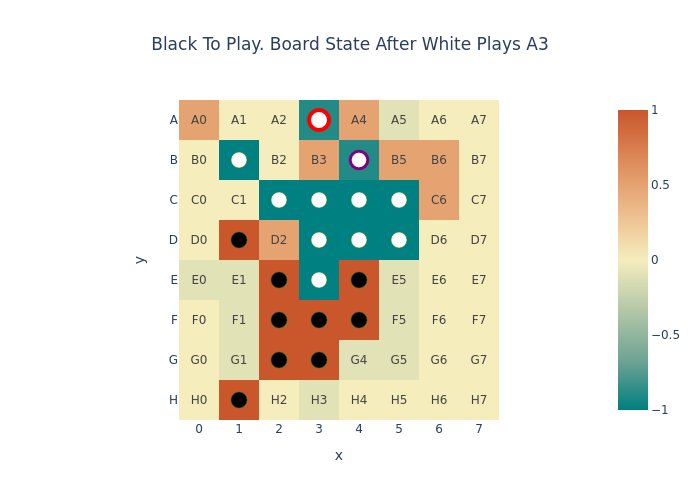 Black To Play. Board State After White Plays A3
A A0 A1 A2 A4 A5 A6 A7
B B0 B2 B3 B5 B6 B7
C C0 C1 C6 C7
D D0 D2 D6 D7
E E0 E1 E5 E6 E7
F F0 F1 F5 F6 F7
G G0 G1 G4 G5 G6 G7
H H0 H2 H3 H4 H5 H6 H7
0 1 2 3 4 5 6 7
x
y
1
0.5
0
−0.5
−1